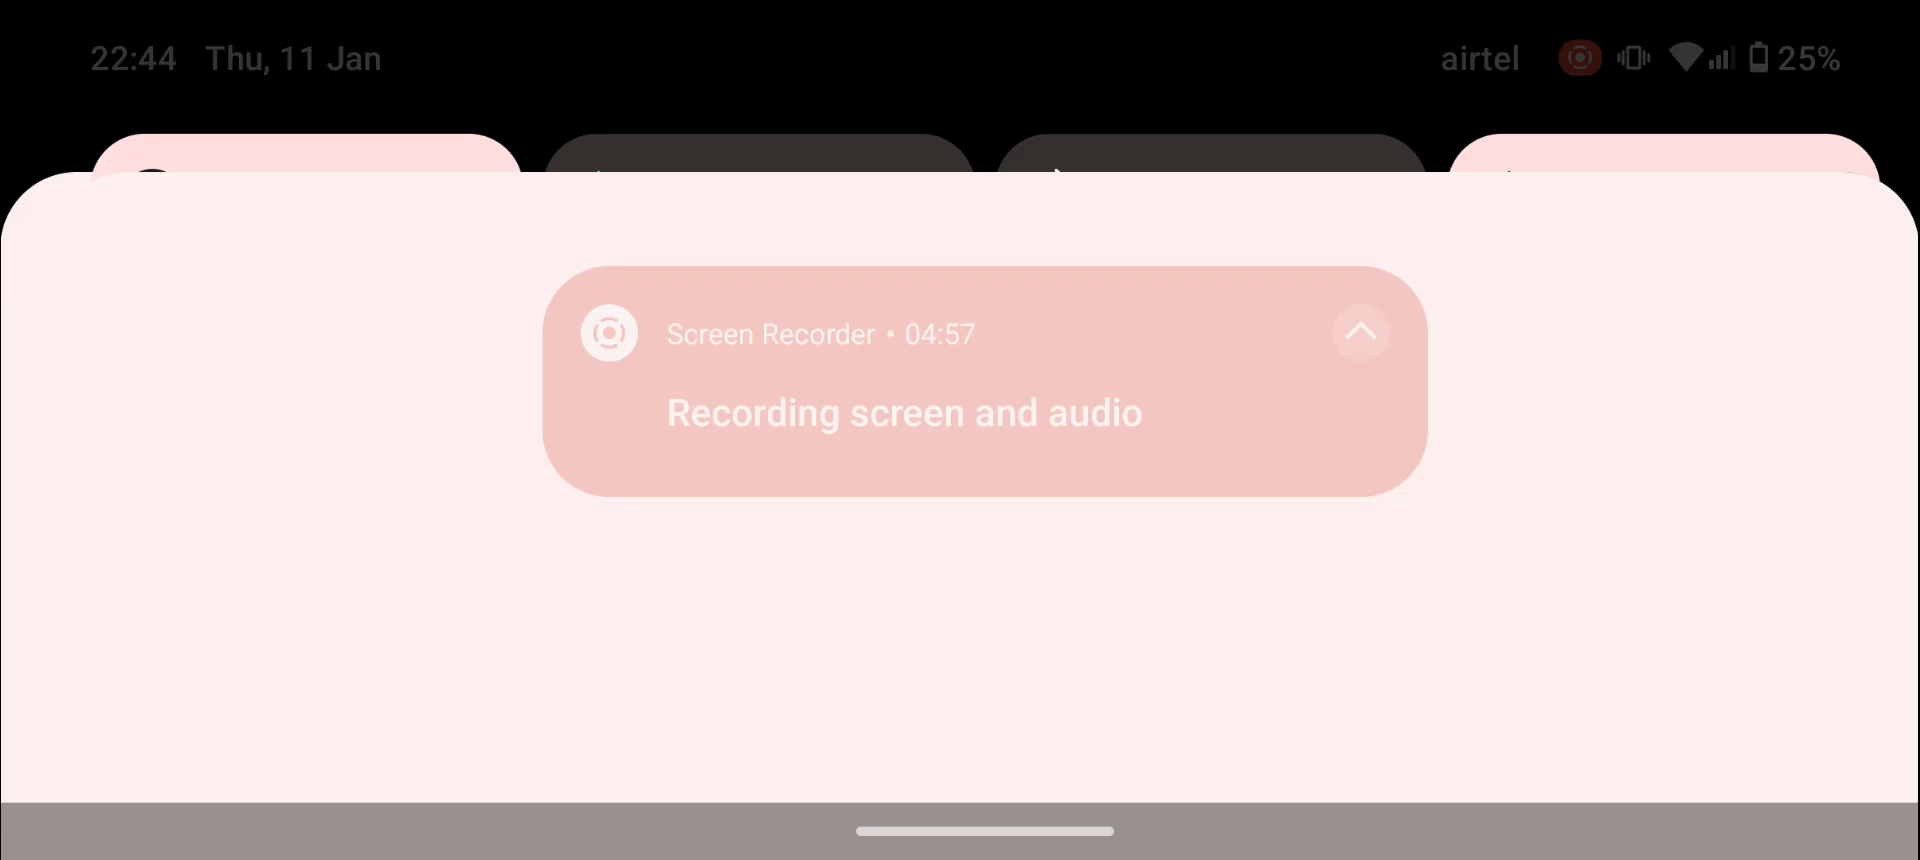 22:44 Thu, 11 Jan airtel 25%
Screen Recorder • 04:57
Recording screen and audio